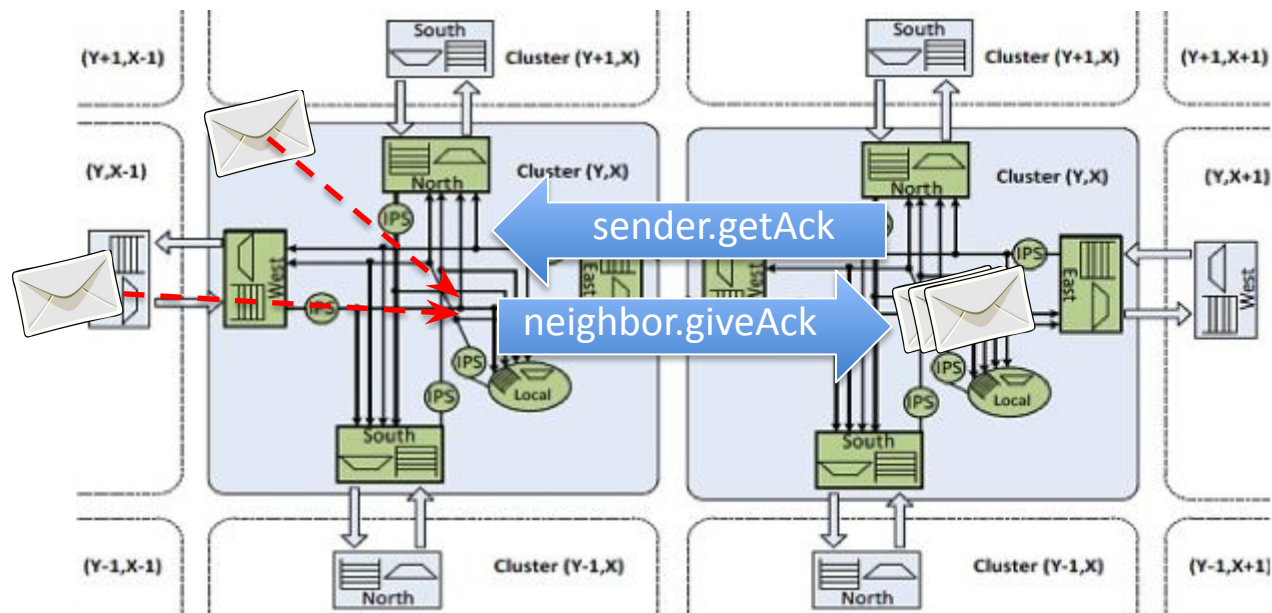 South
South
(Y+1,X-1)
Cluster (Y+1,X)
Cluster (Y+1,X)
(Y+1,X+1)
(Y,X-1)
North
Cluster (Y,X)
North
Cluster (Y,X)
(Y,X+1)
IPS
IPS
sender.getAck
West
IPS
East
IPS
East
West
neighbor.giveAck
IPS
IPS
Local
IPS
IPS
Local
South
South
(Y-1,X-1)
Cluster (Y-1,X)
Cluster (Y-1,X)
(Y-1,X+1)
North
North